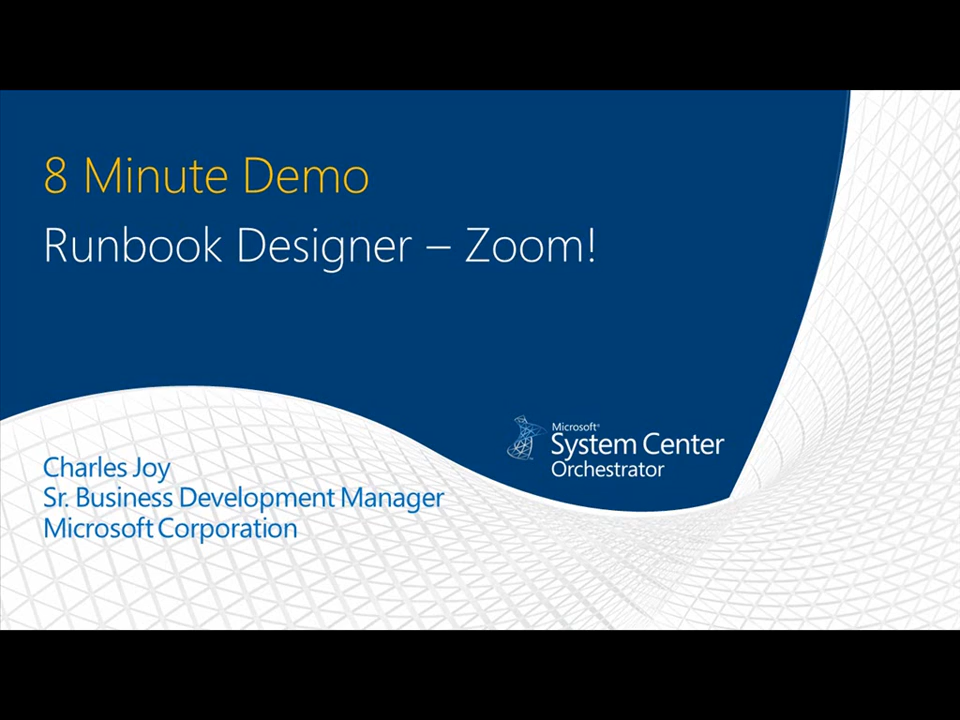 8 Minute Demo
Runbook Designer – Zoom!
Microsoft®
System Center
Orchestrator
Charles Joy
Sr. Business Development Manager
Microsoft Corporation